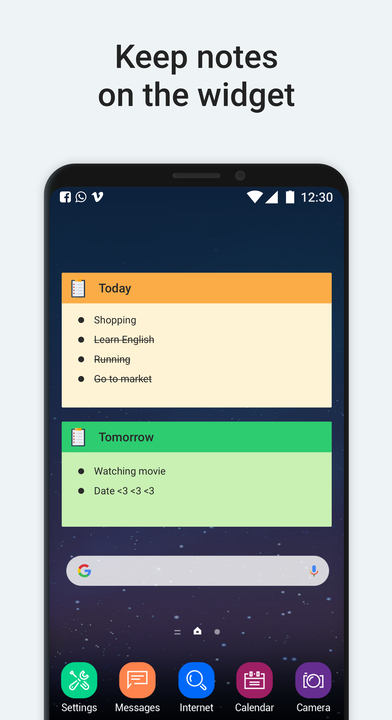 Keep notes
on the widget
12:30
Today
Shopping
Learn English
Running
Go to market
Tomorrow
Watching movie
Date <3 <3 <3
Settings Messages Internet Calendar Camera